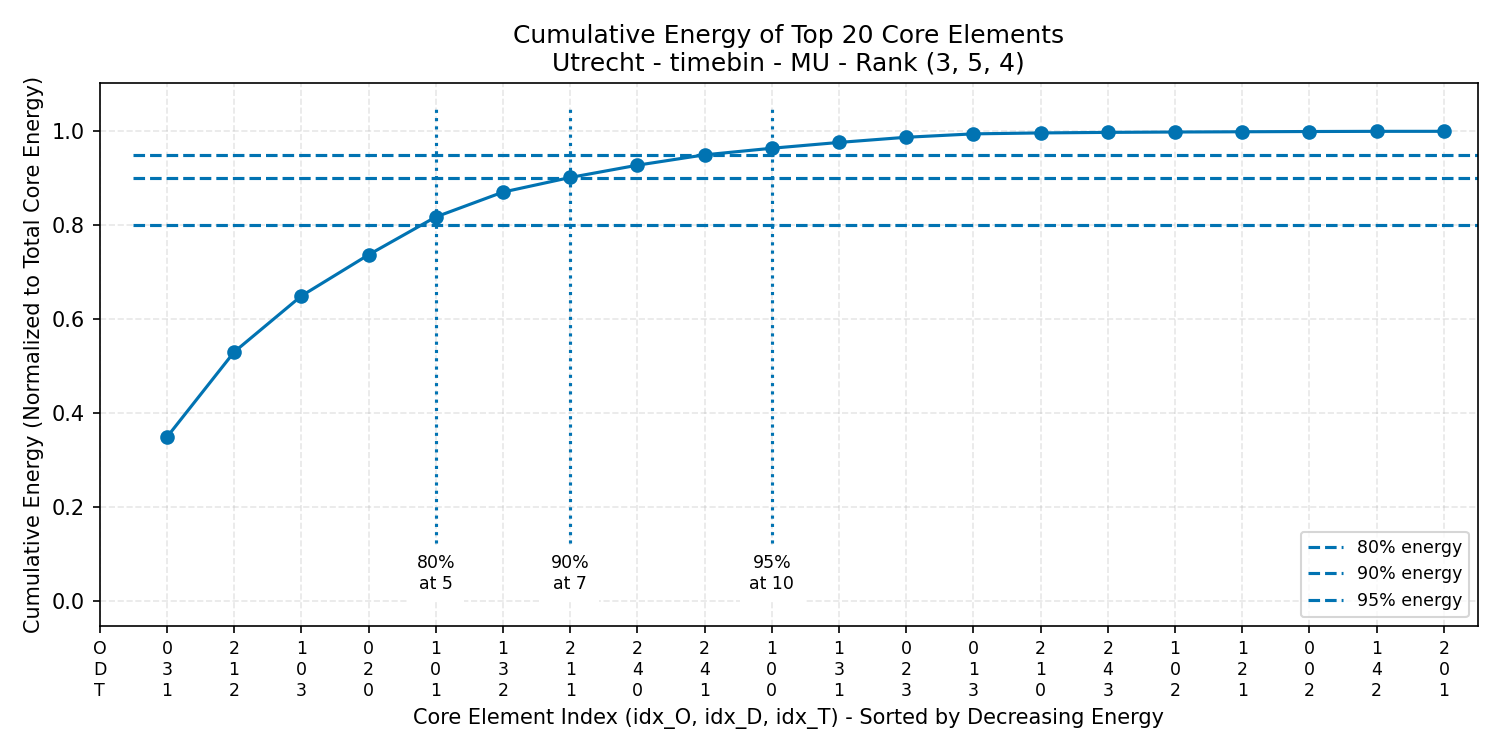 Cumulative Energy of Top 20 Core Elements
Utrecht - timebin - MU - Rank (3, 5, 4)
Cumulative Energy (Normalized to Total Core Energy)
1.0
0.8
0.6
0.4
0.2
0.0
80%
at 5
90%
at 7
95%
at 10
80% energy
90% energy
95% energy
O 0 2 1 0 1 1 2 2 2 1 1 0 0 2 2 1 1 0 1 2
D 3 1 0 2 0 3 1 4 4 0 3 2 1 1 4 0 2 0 4 0
T 1 2 3 0 1 2 1 0 1 0 1 3 3 0 3 2 1 2 2 1
Core Element Index (idx_O, idx_D, idx_T) - Sorted by Decreasing Energy